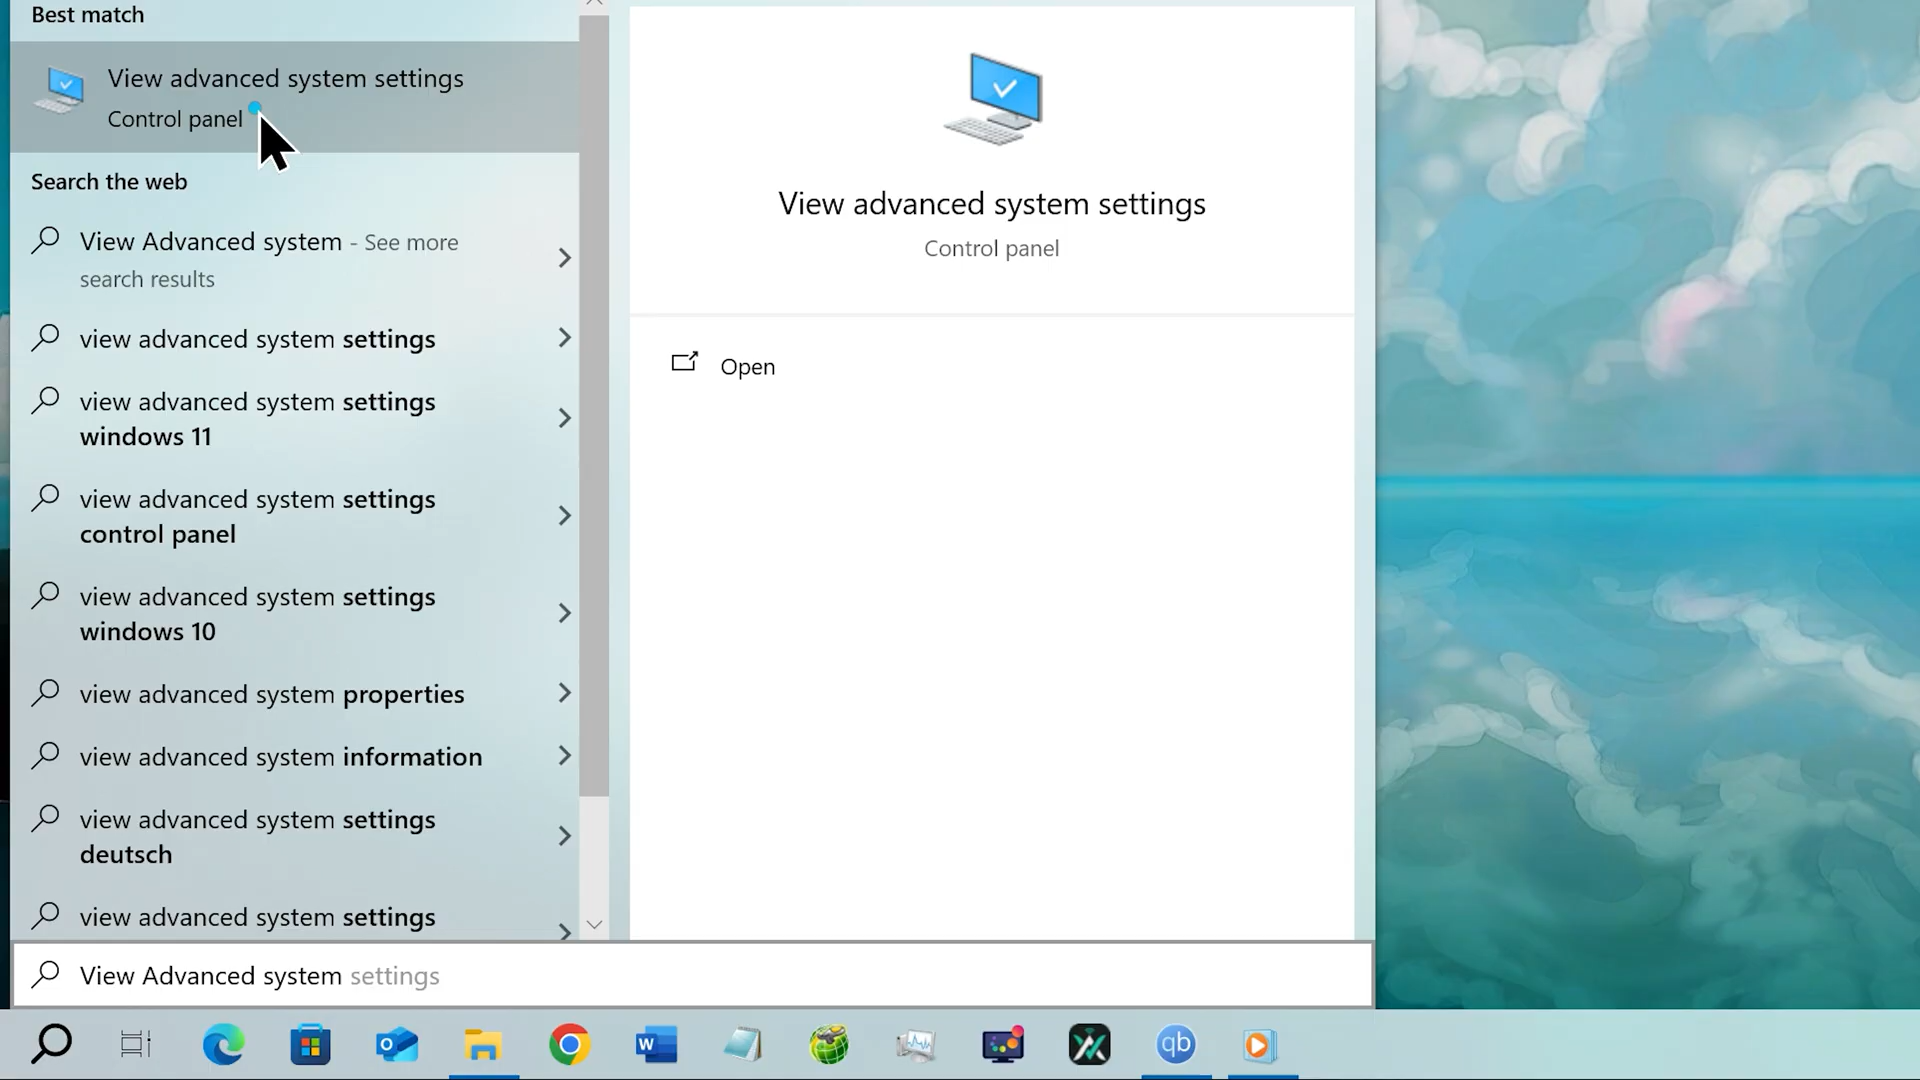 Best match
View advanced system settings
Control panel
Search the web
View Advanced system - See more
search results
view advanced system settings
view advanced system settings
windows 11
view advanced system settings
control panel
view advanced system settings
windows 10
view advanced system properties
view advanced system information
view advanced system settings
deutsch
view advanced system settings
View Advanced system settings
View advanced system settings
Control panel
Open
O
W
qb